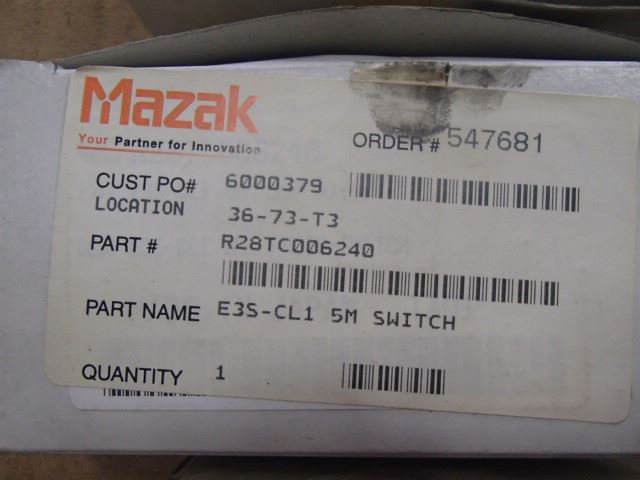 Mazak
Your Partner for Innovation
ORDER # 547681
CUST PO# 6000379
LOCATION 36-73-T3
PART # R28TC006240
PART NAME E3S-CL1 5M SWITCH
QUANTITY 1